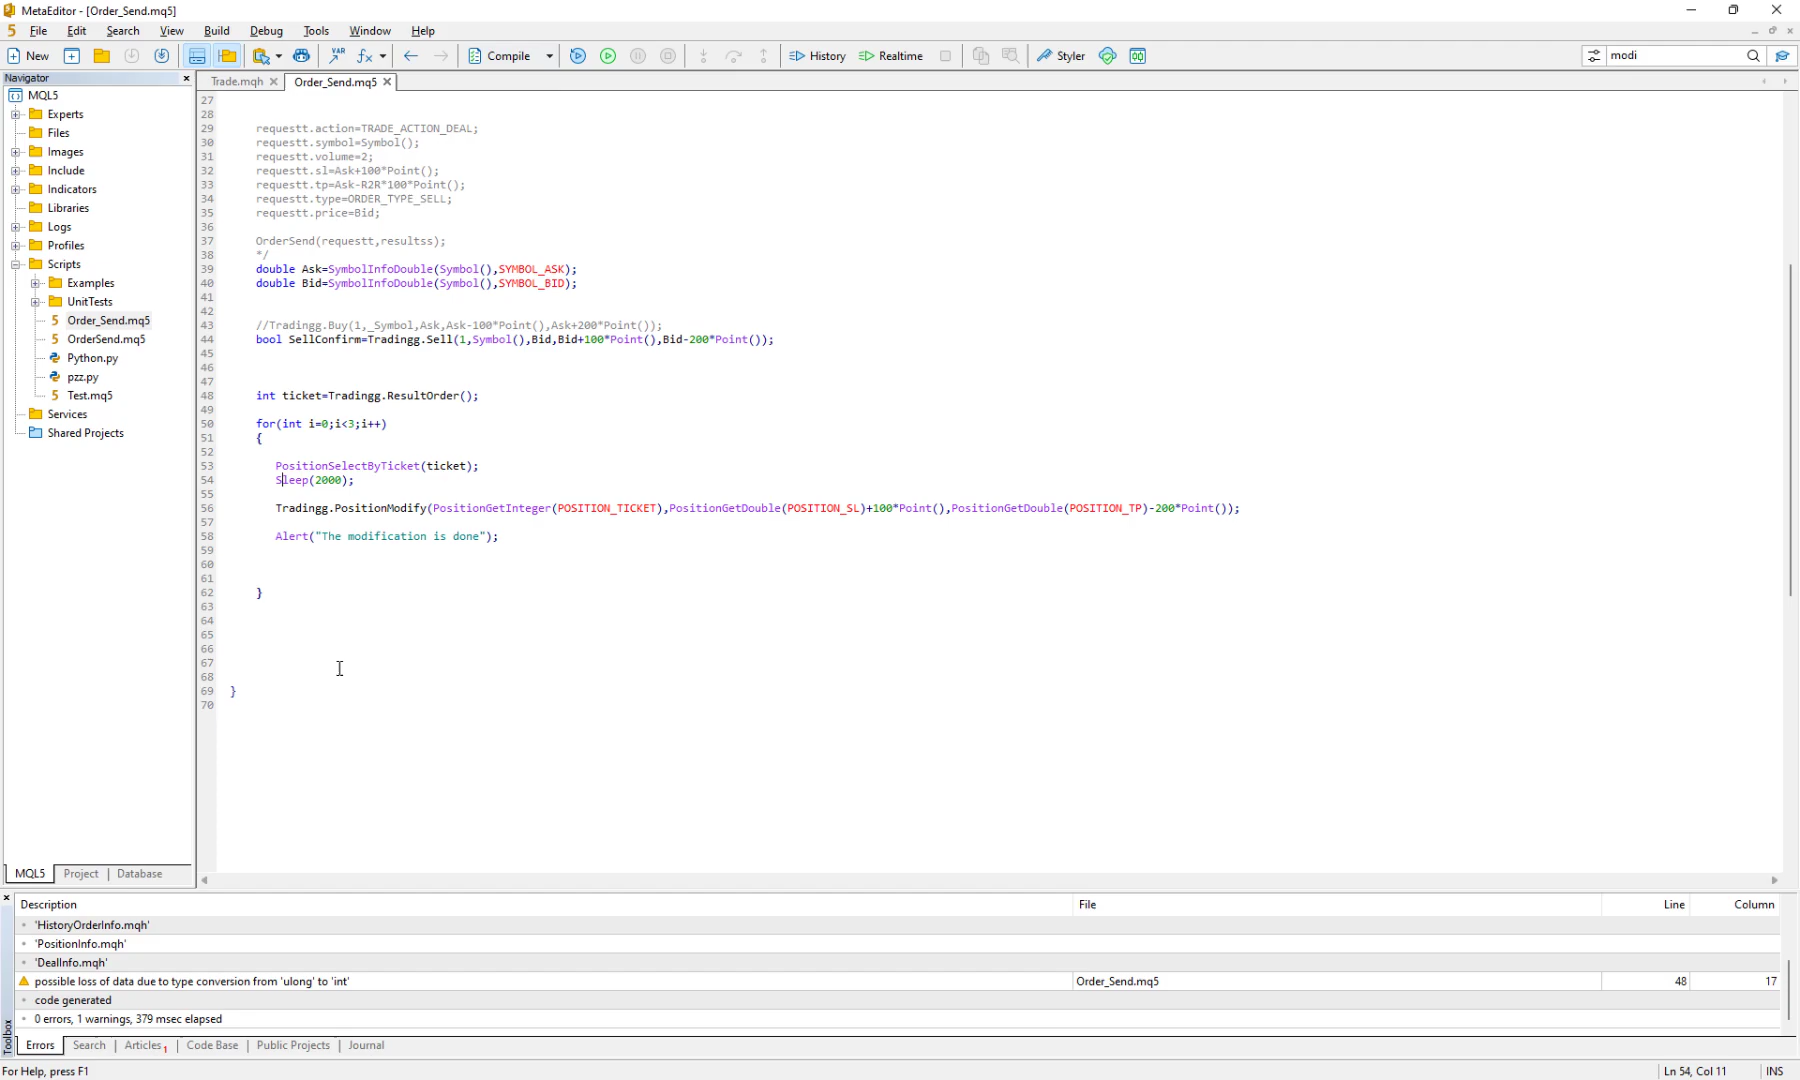 MetaEditor - [Order_Send.mq5]
5 File Edit Search View Build Debug Tools Window Help
New VAR Compile History Realtime Styler modi
Navigator
Trade.mqh Order_Send.mq5
MQL5
Experts
Files
Images
Include
Indicators
Libraries
Logs
Profiles
Scripts
Examples
UnitTests
5 Order_Send.mq5
5 OrderSend.mq5
Python.py
pzz.py
5 Test.mq5
Services
Shared Projects
MQL5 Project Database
27
28
29 requestt.action=TRADE_ACTION_DEAL;
30 requestt.symbol=Symbol();
31 requestt.volume=2;
32 requestt.sl=Ask+100*Point();
33 requestt.tp=Ask-R2R*100*Point();
34 requestt.type=ORDER_TYPE_SELL;
35 requestt.price=Bid;
36
37 OrderSend(requestt,resultss);
38 */
39 double Ask=SymbolInfoDouble(Symbol(),SYMBOL_ASK);
40 double Bid=SymbolInfoDouble(Symbol(),SYMBOL_BID);
41
42
43 //Tradingg.Buy(1,_Symbol,Ask,Ask-100*Point(),Ask+200*Point());
44 bool SellConfirm=Tradingg.Sell(1,Symbol(),Bid,Bid+100*Point(),Bid-200*Point());
45
46
47
48 int ticket=Tradingg.ResultOrder();
49
50 for(int i=0;i<3;i++)
51 {
52
53 PositionSelectByTicket(ticket);
54 Sleep(2000);
55
56 Tradingg.PositionModify(PositionGetInteger(POSITION_TICKET),PositionGetDouble(POSITION_SL)+100*Point(),PositionGetDouble(POSITION_TP)-200*Point());
57
58 Alert("The modification is done");
59
60
61
62 }
63
64
65
66
67
68
69 }
70
Description File Line Column
'HistoryOrderInfo.mqh'
'PositionInfo.mqh'
'DealInfo.mqh'
possible loss of data due to type conversion from 'ulong' to 'int' Order_Send.mq5 48 17
code generated
0 errors, 1 warnings, 379 msec elapsed
Toolbox
Errors Search Articles 1 Code Base Public Projects Journal
For Help, press F1 Ln 54, Col 11 INS